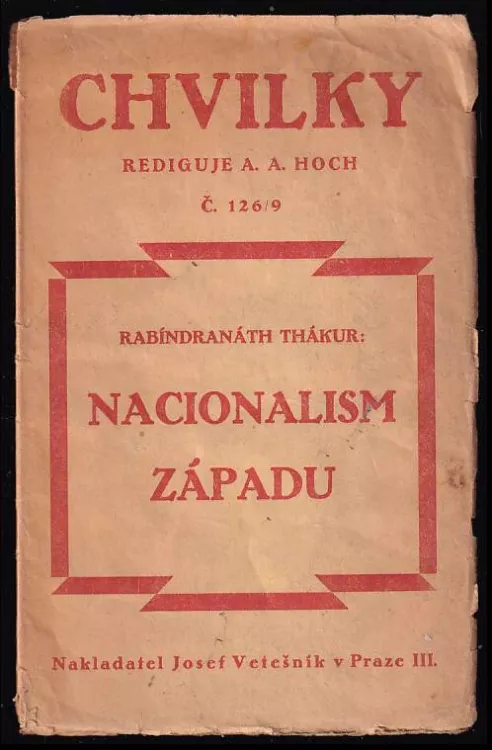 CHVILKY
REDIGUJE A. A. HOCH
Č. 126/9
RABÍNDRANÁTH THÁKUR:
NACIONALISM
ZÁPADU
Nakladatel Josef Vetešník v Praze III.